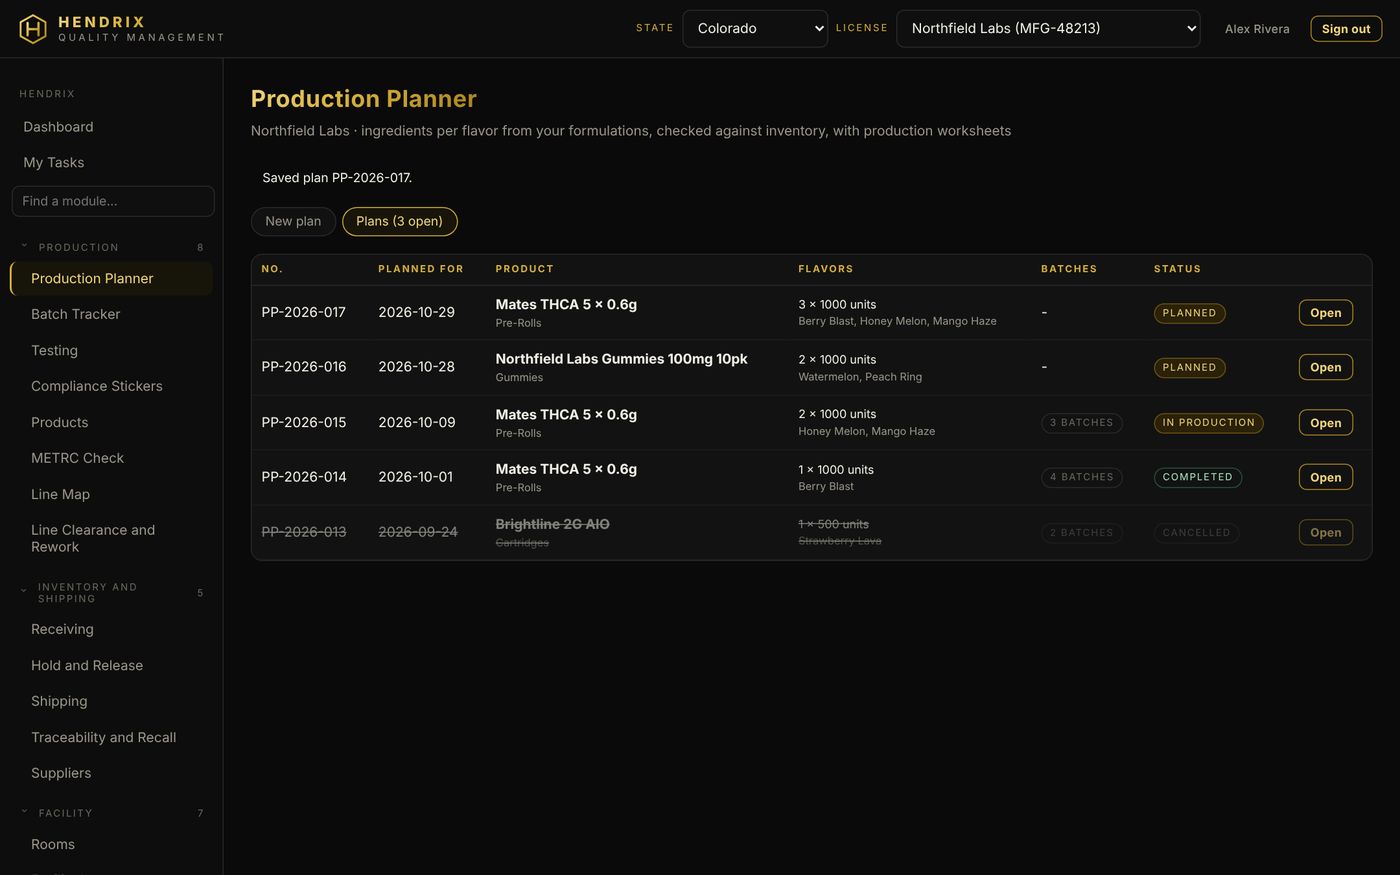 HENDRIX
QUALITY MANAGEMENT
STATE
Colorado
LICENSE
Northfield Labs (MFG-48213)
Alex Rivera
Sign out
HENDRIX
Dashboard
My Tasks
Find a module...
PRODUCTION 8
Production Planner
Batch Tracker
Testing
Compliance Stickers
Products
METRC Check
Line Map
Line Clearance and
Rework
INVENTORY AND
SHIPPING
5
Receiving
Hold and Release
Shipping
Traceability and Recall
Suppliers
FACILITY 7
Rooms
Production Planner
Northfield Labs · ingredients per flavor from your formulations, checked against inventory, with production worksheets
Saved plan PP-2026-017.
New plan
Plans (3 open)
NO. PLANNED FOR PRODUCT FLAVORS BATCHES STATUS
PP-2026-017 2026-10-29 Mates THCA 5 × 0.6g 3 × 1000 units - PLANNED Open
Pre-Rolls Berry Blast, Honey Melon, Mango Haze
PP-2026-016 2026-10-28 Northfield Labs Gummies 100mg 10pk 2 × 1000 units - PLANNED Open
Gummies Watermelon, Peach Ring
PP-2026-015 2026-10-09 Mates THCA 5 × 0.6g 2 × 1000 units 3 BATCHES IN PRODUCTION Open
Pre-Rolls Honey Melon, Mango Haze
PP-2026-014 2026-10-01 Mates THCA 5 × 0.6g 1 × 1000 units 4 BATCHES COMPLETED Open
Pre-Rolls Berry Blast
PP-2026-013 2026-09-24 Brightline 2G AIO 1 × 500 units 2 BATCHES CANCELLED Open
Cartridges Strawberry Lava